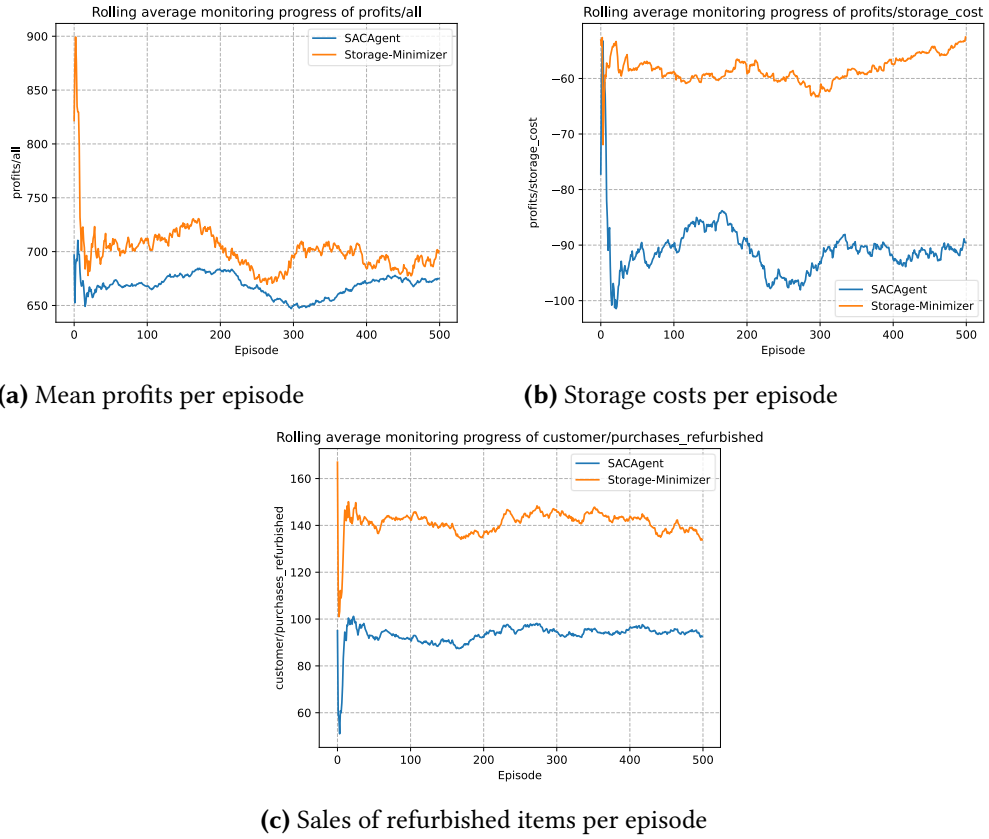 Rolling average monitoring progress of profits/all
900
850
800
750
700
650
profits/all
0 100 200 300 400 500
Episode
SACAgent
Storage-Minimizer
(a) Mean profits per episode
Rolling average monitoring progress of profits/storage_cost
−60
−70
−80
−90
−100
profits/storage_cost
0 100 200 300 400 500
Episode
SACAgent
Storage-Minimizer
(b) Storage costs per episode
Rolling average monitoring progress of customer/purchases_refurbished
160
140
120
100
80
60
customer/purchases_refurbished
0 100 200 300 400 500
Episode
SACAgent
Storage-Minimizer
(c) Sales of refurbished items per episode